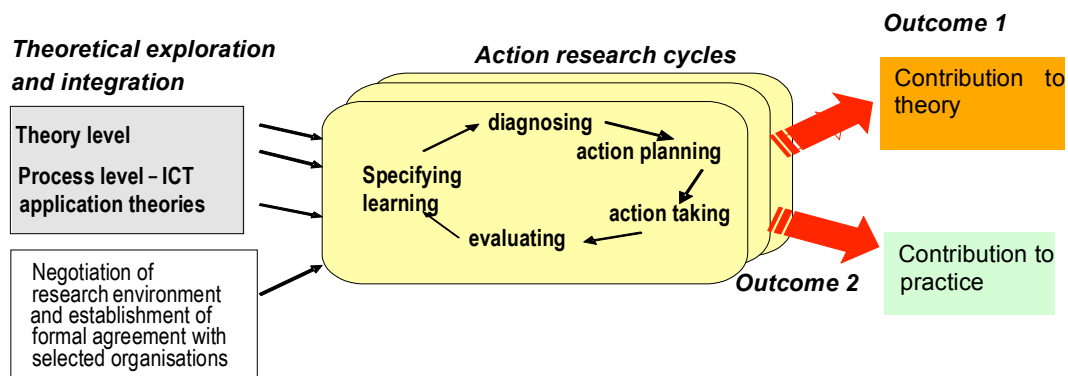 Theoretical exploration
and integration
Theory level
Process level – ICT
application theories
Negotiation of
research environment
and establishment of
formal agreement with
selected organisations
Action research cycles
diagnosing
action planning
action taking
evaluating
Specifying
learning
Outcome 1
Contribution to
theory
Outcome 2
Contribution to
practice